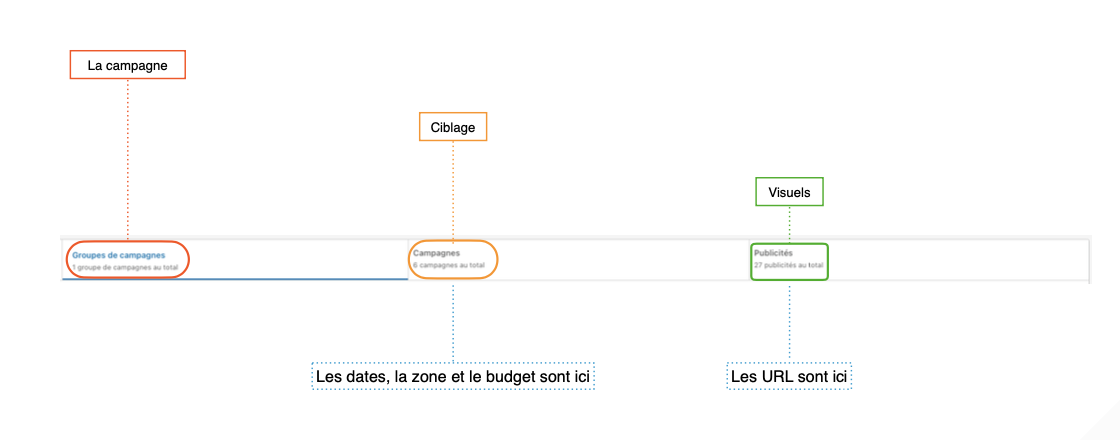 La campagne
Ciblage
Visuels
Groupes de campagnes
1 groupe de campagnes au total
Campagnes
6 campagnes au total
Publicités
27 publicités au total
Les dates, la zone et le budget sont ici
Les URL sont ici